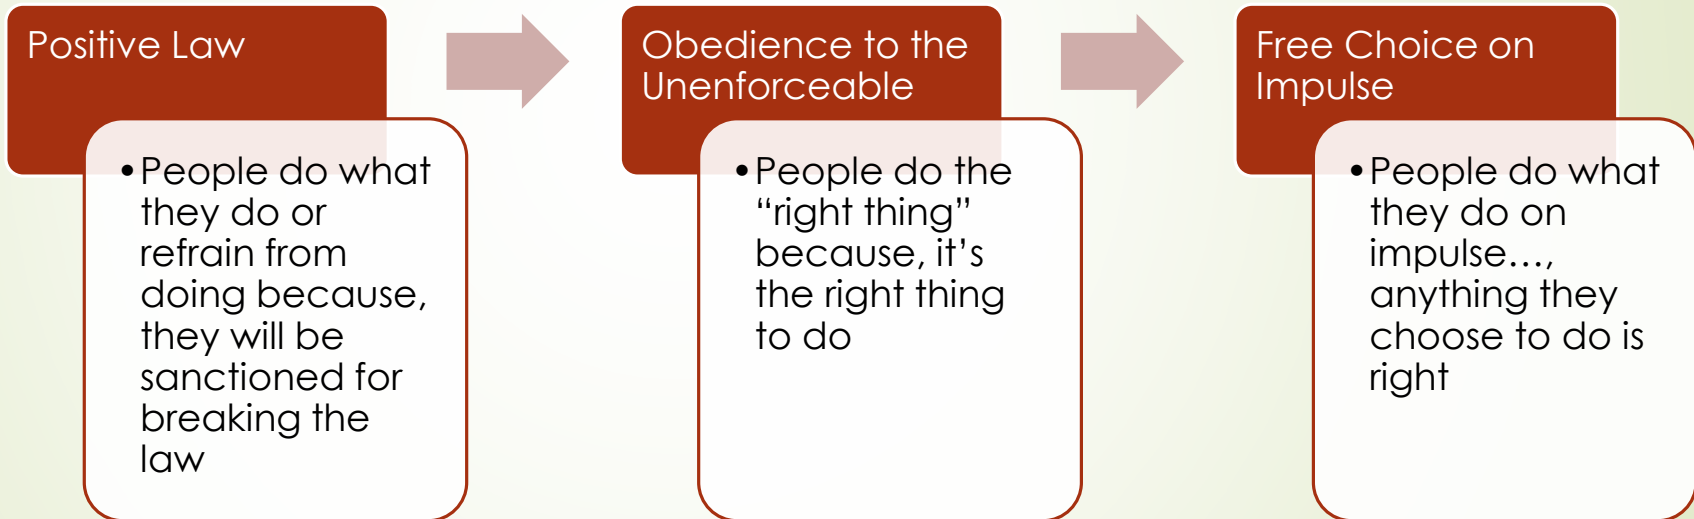 Positive Law
•People do what
they do or
refrain from
doing because,
they will be
sanctioned for
breaking the
law
Obedience to the
Unenforceable
•People do the
“right thing”
because, it’s
the right thing
to do
Free Choice on
Impulse
•People do what
they do on
impulse…,
anything they
choose to do is
right